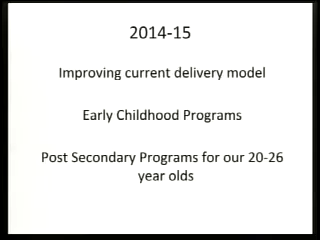 2014-15
Improving current delivery model
Early Childhood Programs
Post Secondary Programs for our 20-26
year olds